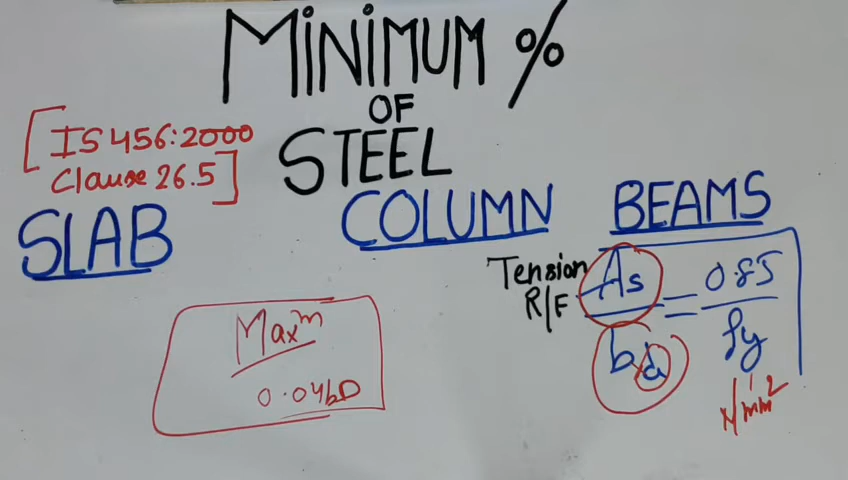 MINIMUM %
OF
STEEL
[IS 456:2000
Clause 26.5]
SLAB
COLUMN
BEAMS
Tension
R/F
As
bd
=
0.85
fy
N/mm²
Maxᵐ
0.04bD